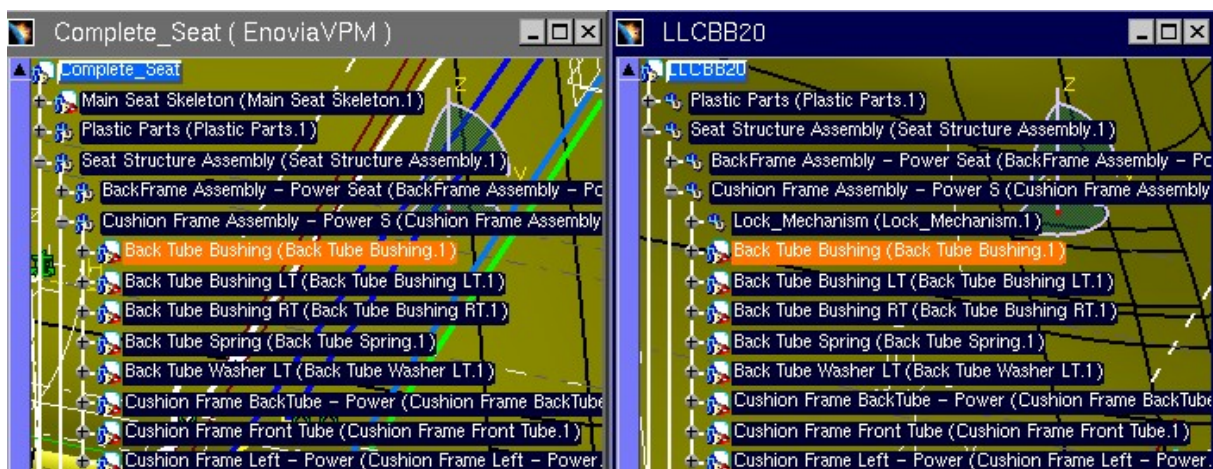 Complete_Seat ( EnoviaVPM )
Complete_Seat
Main Seat Skeleton (Main Seat Skeleton.1)
Plastic Parts (Plastic Parts.1)
Seat Structure Assembly (Seat Structure Assembly.1)
BackFrame Assembly – Power Seat (BackFrame Assembly – Po
Cushion Frame Assembly – Power S (Cushion Frame Assembly
Back Tube Bushing (Back Tube Bushing.1)
Back Tube Bushing LT (Back Tube Bushing LT.1)
Back Tube Bushing RT (Back Tube Bushing RT.1)
Back Tube Spring (Back Tube Spring.1)
Back Tube Washer LT (Back Tube Washer LT.1)
Cushion Frame BackTube – Power (Cushion Frame BackTube
Cushion Frame Front Tube (Cushion Frame Front Tube.1)
Cushion Frame Left – Power (Cushion Frame Left – Power.
z
y
LLCBB20
LLCBB20
Plastic Parts (Plastic Parts.1)
Seat Structure Assembly (Seat Structure Assembly.1)
BackFrame Assembly – Power Seat (BackFrame Assembly – Po
Cushion Frame Assembly – Power S (Cushion Frame Assembly
Lock_Mechanism (Lock_Mechanism.1)
Back Tube Bushing (Back Tube Bushing.1)
Back Tube Bushing LT (Back Tube Bushing LT.1)
Back Tube Bushing RT (Back Tube Bushing RT.1)
Back Tube Spring (Back Tube Spring.1)
Back Tube Washer LT (Back Tube Washer LT.1)
Cushion Frame BackTube – Power (Cushion Frame BackTube
Cushion Frame Front Tube (Cushion Frame Front Tube.1)
Cushion Frame Left – Power (Cushion Frame Left – Power.
z